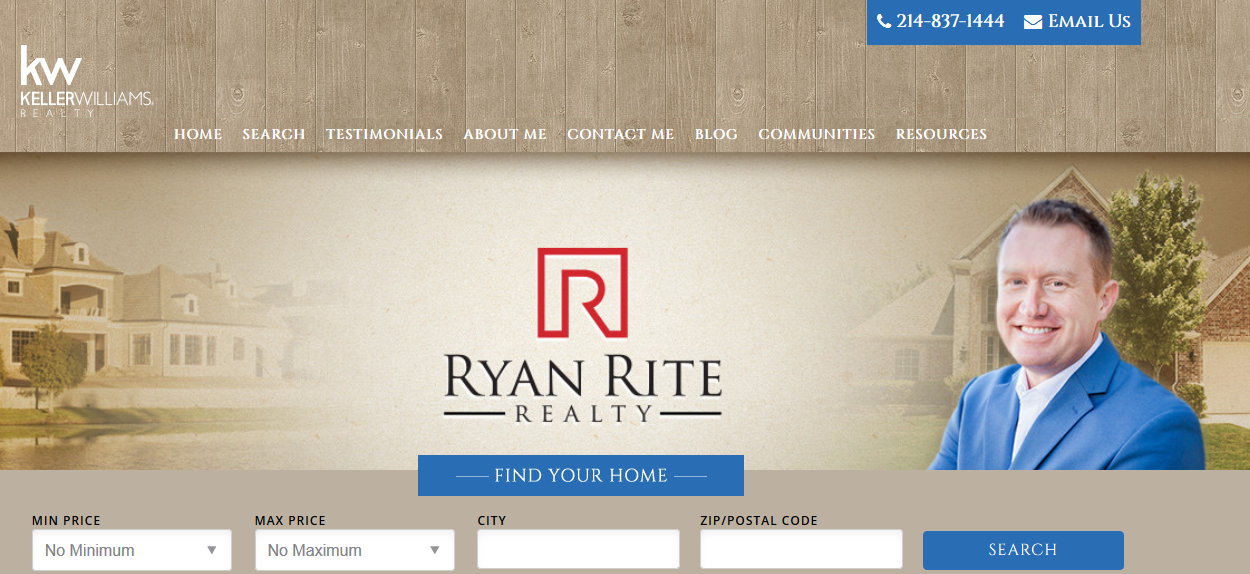 214-837-1444 Email Us
kw
KELLERWILLIAMS.
REALTY
HOME SEARCH TESTIMONIALS ABOUT ME CONTACT ME BLOG COMMUNITIES RESOURCES
R
RYAN RITE
REALTY
FIND YOUR HOME
MIN PRICE MAX PRICE CITY ZIP/POSTAL CODE
No Minimum No Maximum SEARCH